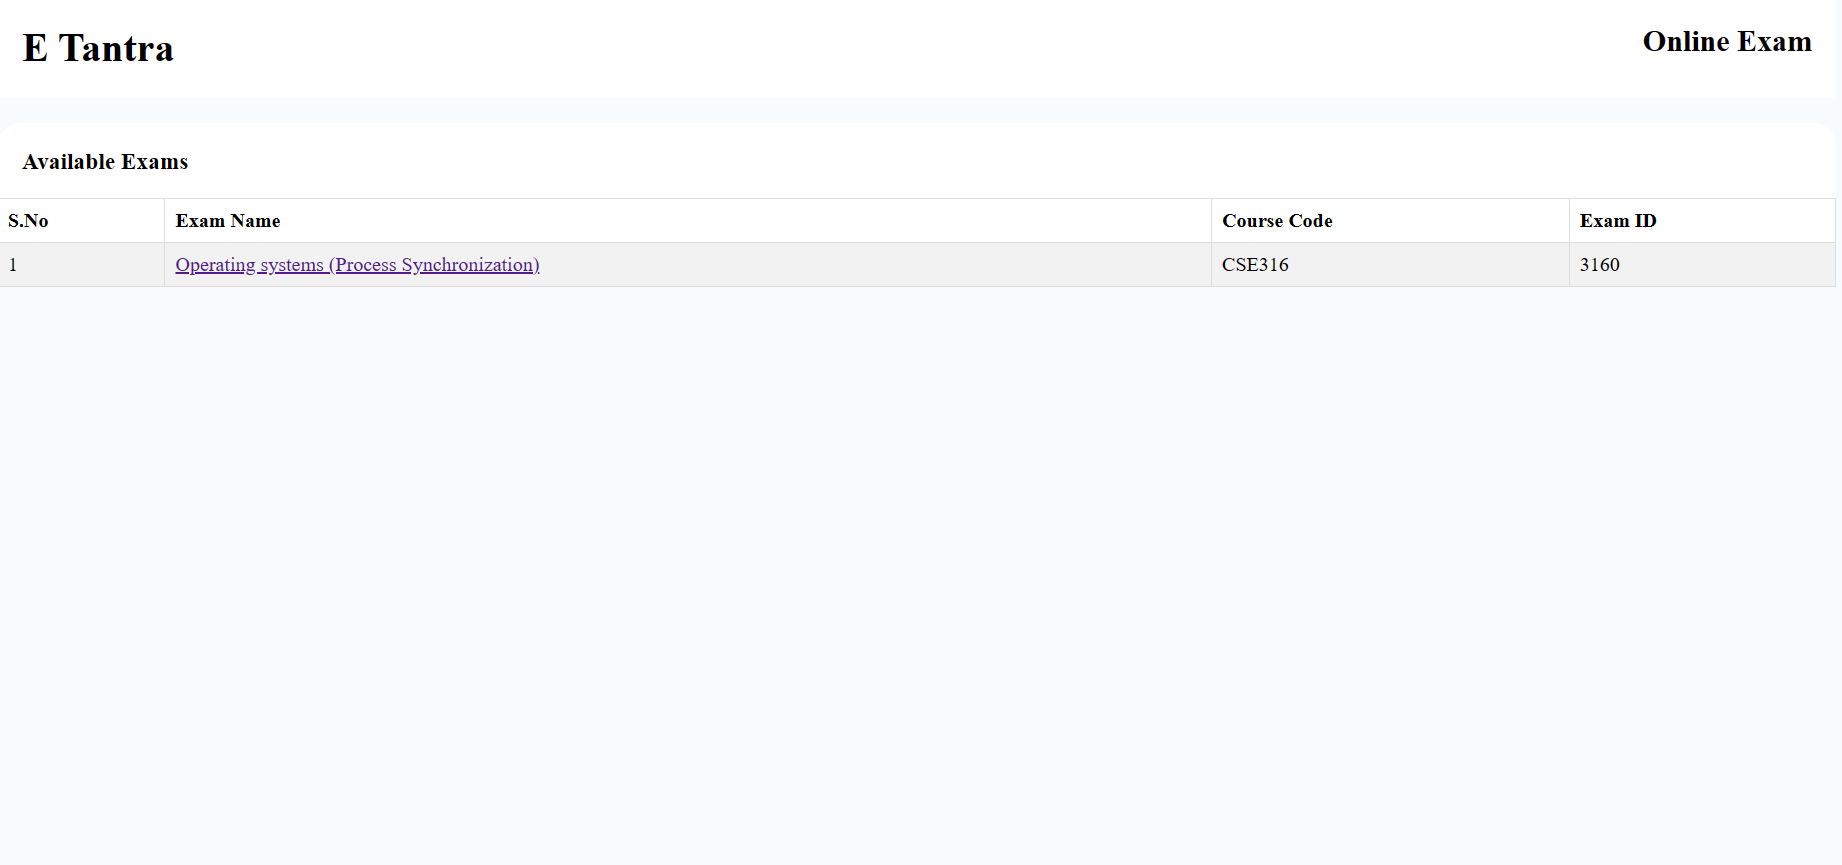 E Tantra
Online Exam
Available Exams
S.No Exam Name Course Code Exam ID
1 Operating systems (Process Synchronization) CSE316 3160